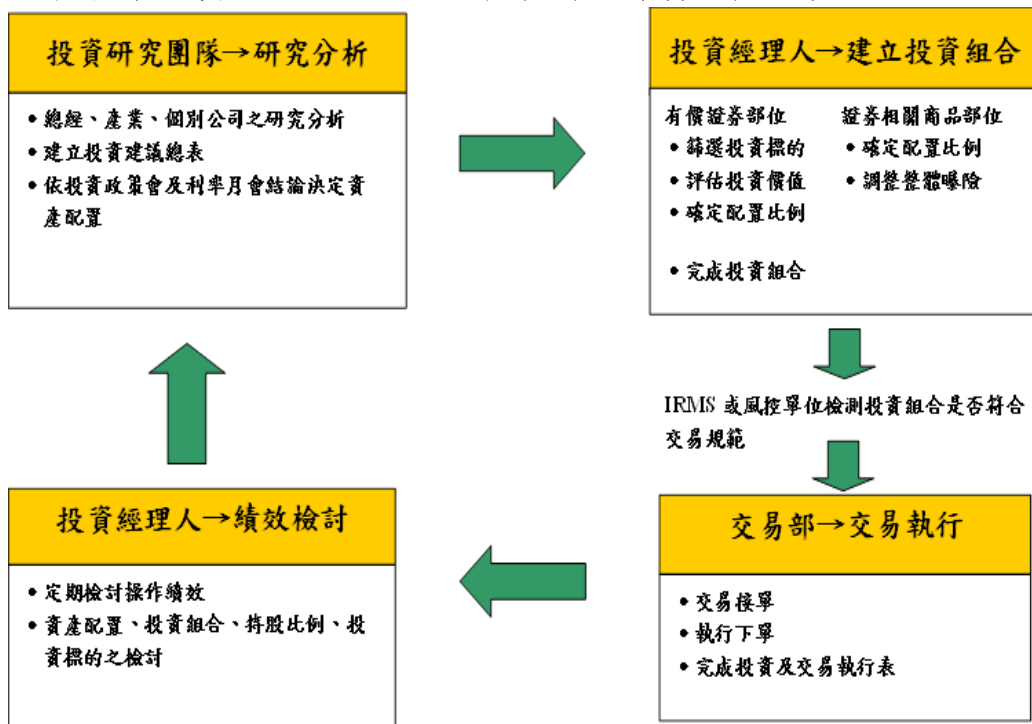 投資研究團隊→研究分析
• 總經、產業、個別公司之研究分析
• 建立投資建議總表
• 依投資政策會及利率月會結論決定資
產配置
投資經理人→建立投資組合
有價證券部位 證券相關商品部位
• 篩選投資標的 • 確定配置比例
• 評估投資價值 • 調整整體曝險
• 確定配置比例
• 完成投資組合
IRMS 或風控單位檢測投資組合是否符合
交易規範
交易部→交易執行
• 交易接單
• 執行下單
• 完成投資及交易執行表
投資經理人→績效檢討
• 定期檢討操作績效
• 資產配置、投資組合、持股比例、投
資標的之檢討